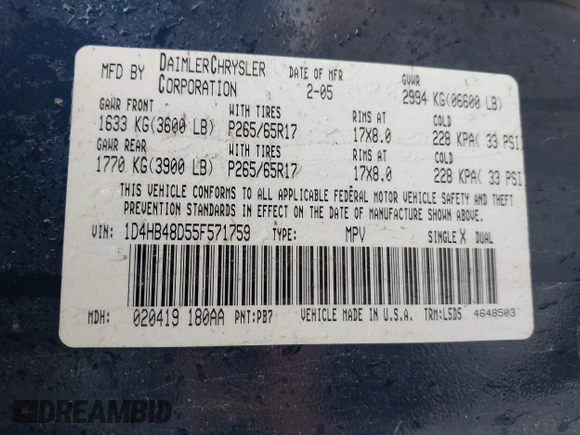 MFD BY DAIMLERCHRYSLER CORPORATION DATE OF MFR 2-05 GVWR 2994 KG(06600 LB)
GAWR FRONT WITH TIRES RIMS AT COLD
1633 KG(3600 LB) P265/65R17 17X8.0 228 KPA( 33 PSI
GAWR REAR WITH TIRES RIMS AT COLD
1770 KG(3900 LB) P265/65R17 17X8.0 228 KPA( 33 PSI
THIS VEHICLE CONFORMS TO ALL APPLICABLE FEDERAL MOTOR VEHICLE SAFETY AND THEFT
PREVENTION STANDARDS IN EFFECT ON THE DATE OF MANUFACTURE SHOWN ABOVE.
VIN: 1D4HB48D55F571759 TYPE: MPV SINGLE X DUAL
MDH: 020419 180AA PNT:PB7 VEHICLE MADE IN U.S.A. TRM:L5D5 4648503
DREAMBID